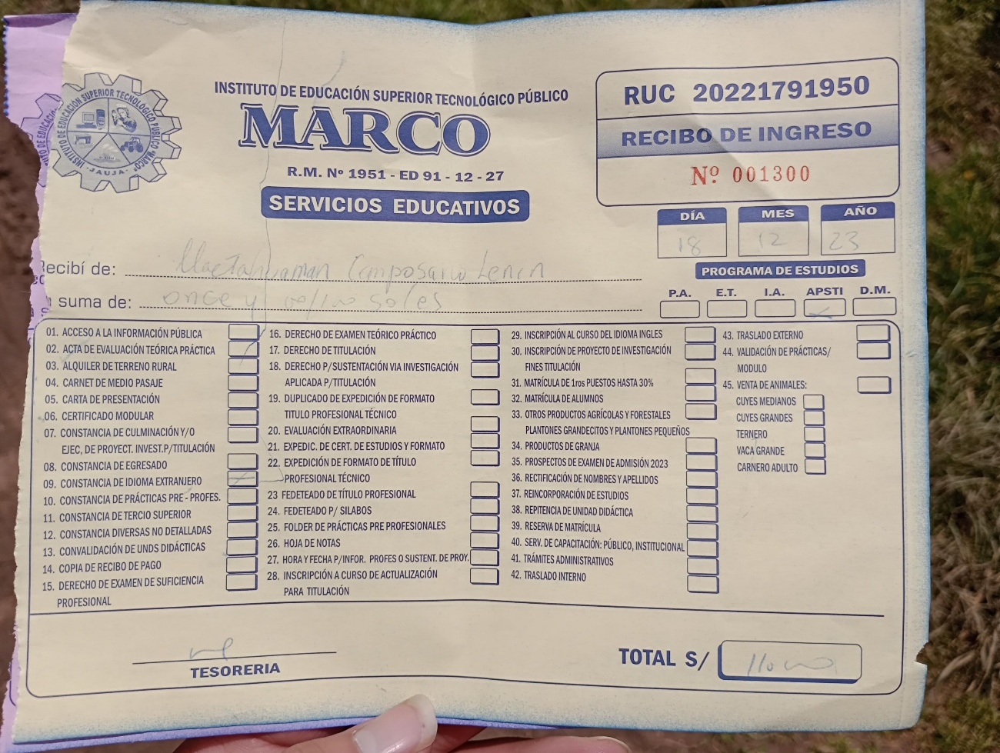 INSTITUTO DE EDUCACIÓN SUPERIOR TECNOLÓGICO PÚBLICO "MARCO"
- JAUJA -
INSTITUTO DE EDUCACIÓN SUPERIOR TECNOLÓGICO PÚBLICO
MARCO
R.M. Nº 1951 - ED 91 - 12 - 27
SERVICIOS EDUCATIVOS
RUC 20221791950
RECIBO DE INGRESO
Nº 001300
DÍA MES AÑO
18 12 23
ecibí de: Llactahuaman Camposano Lenin
suma de: once y 00/100 soles
PROGRAMA DE ESTUDIOS
P.A. E.T. I.A. APSTI D.M.
01. ACCESO A LA INFORMACIÓN PÚBLICA
02. ACTA DE EVALUACIÓN TEÓRICA PRÁCTICA
03. ALQUILER DE TERRENO RURAL
04. CARNET DE MEDIO PASAJE
05. CARTA DE PRESENTACIÓN
06. CERTIFICADO MODULAR
07. CONSTANCIA DE CULMINACIÓN Y/O
EJEC, DE PROYECT. INVEST.P/TITULACIÓN
08. CONSTANCIA DE EGRESADO
09. CONSTANCIA DE IDIOMA EXTRANJERO
10. CONSTANCIA DE PRÁCTICAS PRE - PROFES.
11. CONSTANCIA DE TERCIO SUPERIOR
12. CONSTANCIA DIVERSAS NO DETALLADAS
13. CONVALIDACIÓN DE UNDS DIDÁCTICAS
14. COPIA DE RECIBO DE PAGO
15. DERECHO DE EXAMEN DE SUFICIENCIA
PROFESIONAL
16. DERECHO DE EXAMEN TEÓRICO PRÁCTICO
17. DERECHO DE TITULACIÓN
18. DERECHO P/SUSTENTACIÓN VIA INVESTIGACIÓN
APLICADA P/TITULACIÓN
19. DUPLICADO DE EXPEDICIÓN DE FORMATO
TITULO PROFESIONAL TÉCNICO
20. EVALUACIÓN EXTRAORDINARIA
21. EXPEDIC. DE CERT. DE ESTUDIOS Y FORMATO
22. EXPEDICIÓN DE FORMATO DE TÍTULO
PROFESIONAL TÉCNICO
23 FEDETEADO DE TÍTULO PROFESIONAL
24. FEDETEADO P/ SILABOS
25. FOLDER DE PRÁCTICAS PRE PROFESIONALES
26. HOJA DE NOTAS
27. HORA Y FECHA P/INFOR. PROFES O SUSTENT. DE PROY.
28. INSCRIPCIÓN A CURSO DE ACTUALIZACIÓN
PARA TITULACIÓN
29. INSCRIPCIÓN AL CURSO DEL IDIOMA INGLES
30. INSCRIPCIÓN DE PROYECTO DE INVESTIGACIÓN
FINES TITULACIÓN
31. MATRÍCULA DE 1ros PUESTOS HASTA 30%
32. MATRÍCULA DE ALUMNOS
33. OTROS PRODUCTOS AGRÍCOLAS Y FORESTALES
PLANTONES GRANDECITOS Y PLANTONES PEQUEÑOS
34. PRODUCTOS DE GRANJA
35. PROSPECTOS DE EXAMEN DE ADMISIÓN 2023
36. RECTIFICACIÓN DE NOMBRES Y APELLIDOS
37. REINCORPORACIÓN DE ESTUDIOS
38. REPITENCIA DE UNIDAD DIDÁCTICA
39. RESERVA DE MATRÍCULA
40. SERV. DE CAPACITACIÓN: PÚBLICO, INSTITUCIONAL
41. TRÁMITES ADMINISTRATIVOS
42. TRASLADO INTERNO
43. TRASLADO EXTERNO
44. VALIDACIÓN DE PRÁCTICAS/
MODULO
45. VENTA DE ANIMALES:
CUYES MEDIANOS
CUYES GRANDES
TERNERO
VACA GRANDE
CARNERO ADULTO
TESORERIA
TOTAL S/